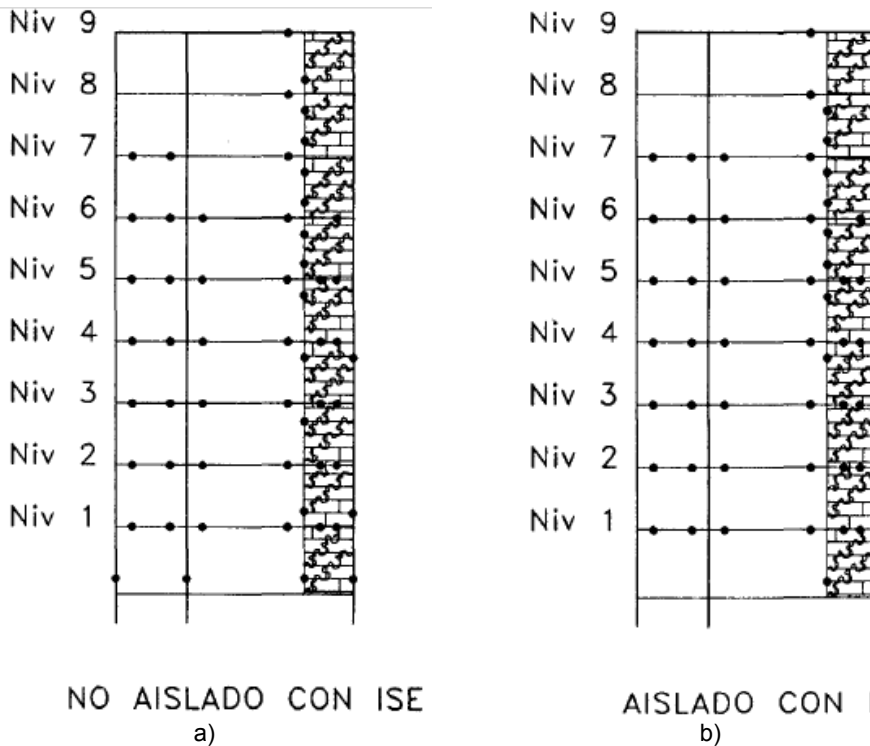 Niv 9
Niv 8
Niv 7
Niv 6
Niv 5
Niv 4
Niv 3
Niv 2
Niv 1
NO AISLADO CON ISE
a)
Niv 9
Niv 8
Niv 7
Niv 6
Niv 5
Niv 4
Niv 3
Niv 2
Niv 1
AISLADO CON
b)